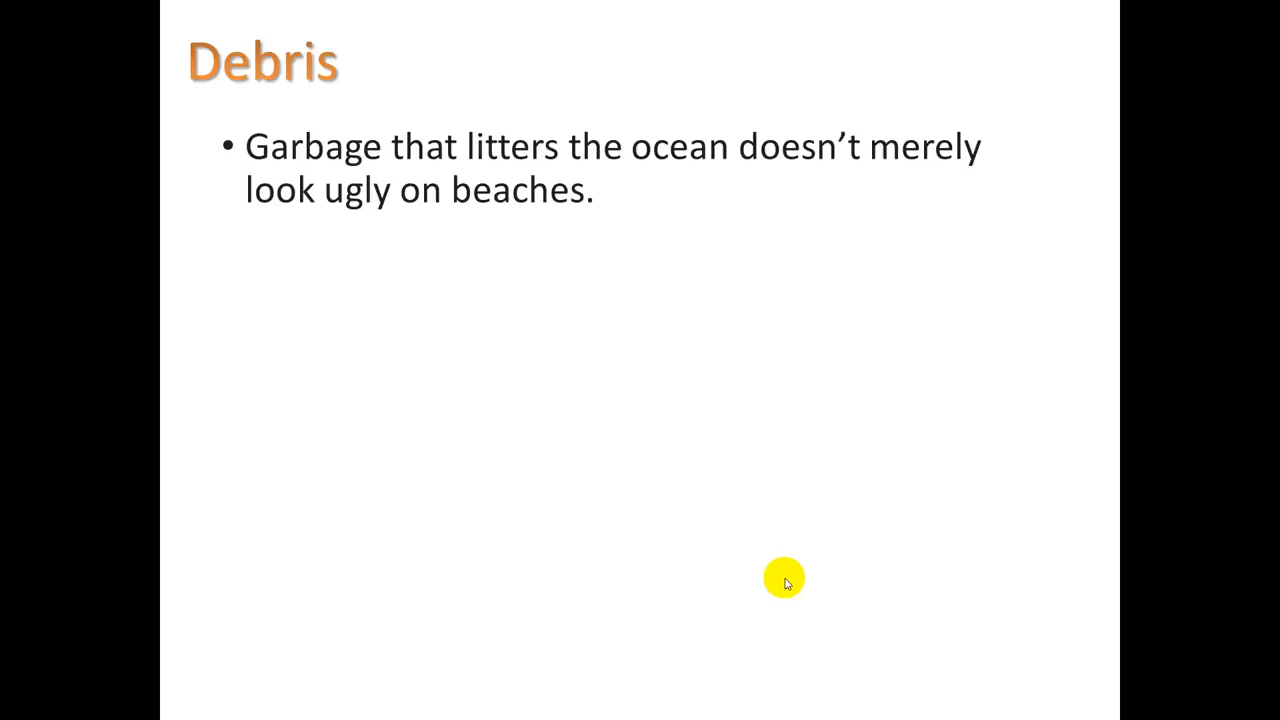 Debris
• Garbage that litters the ocean doesn’t merely
look ugly on beaches.